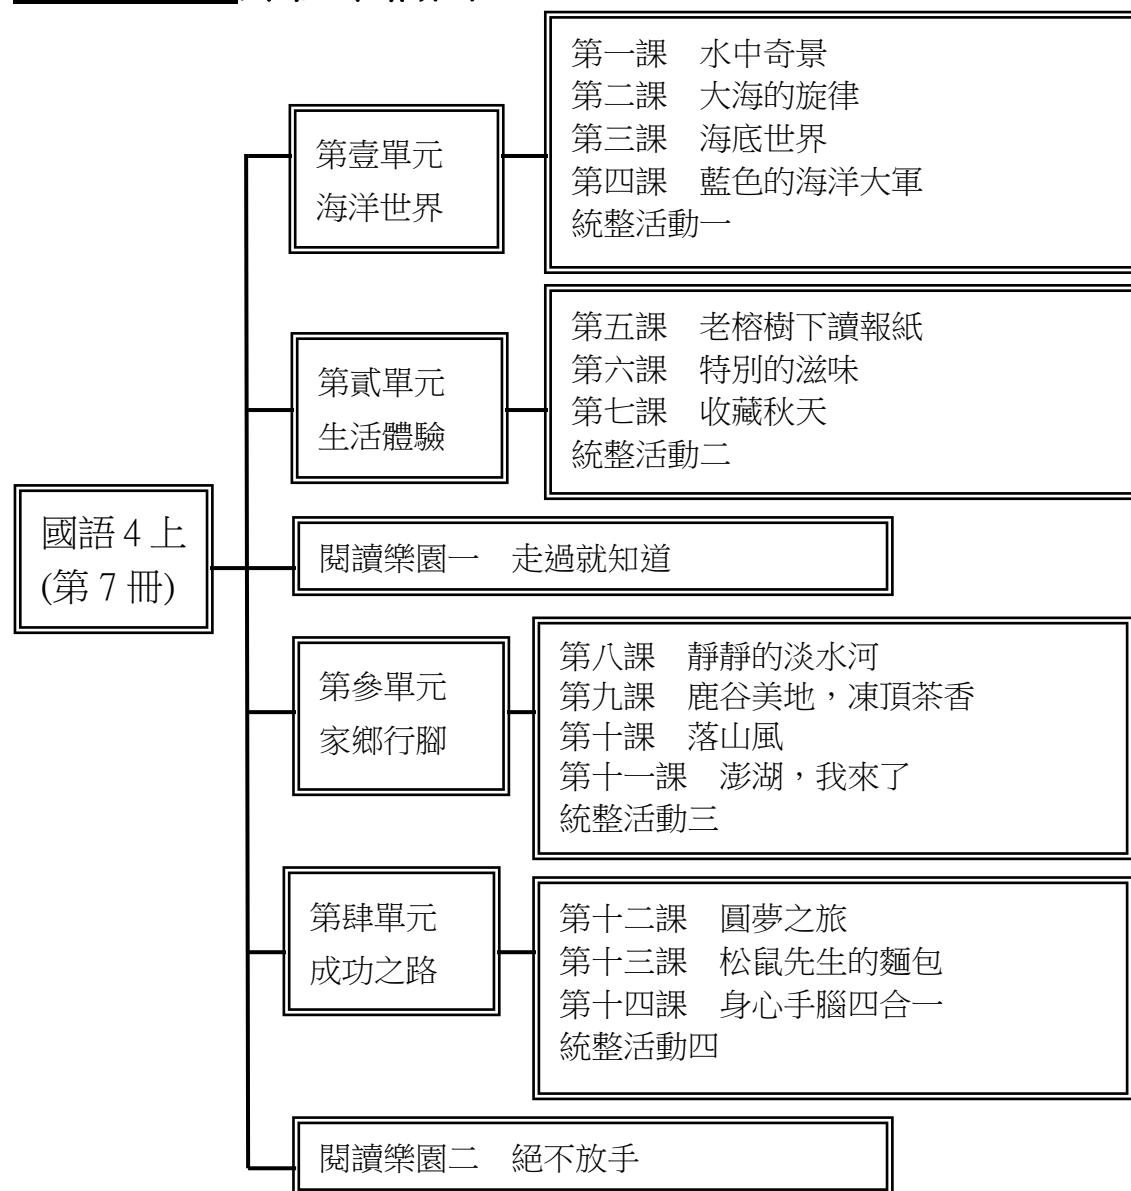 第一課　水中奇景
第二課　大海的旋律
第三課　海底世界
第四課　藍色的海洋大軍
統整活動一
第壹單元
海洋世界
第五課　老榕樹下讀報紙
第六課　特別的滋味
第七課　收藏秋天
統整活動二
第貳單元
生活體驗
國語 4 上
(第 7 冊)
閱讀樂園一　走過就知道
第八課　靜靜的淡水河
第九課　鹿谷美地，凍頂茶香
第十課　落山風
第十一課　澎湖，我來了
統整活動三
第參單元
家鄉行腳
第十二課　圓夢之旅
第十三課　松鼠先生的麵包
第十四課　身心手腦四合一
統整活動四
第肆單元
成功之路
閱讀樂園二　絕不放手